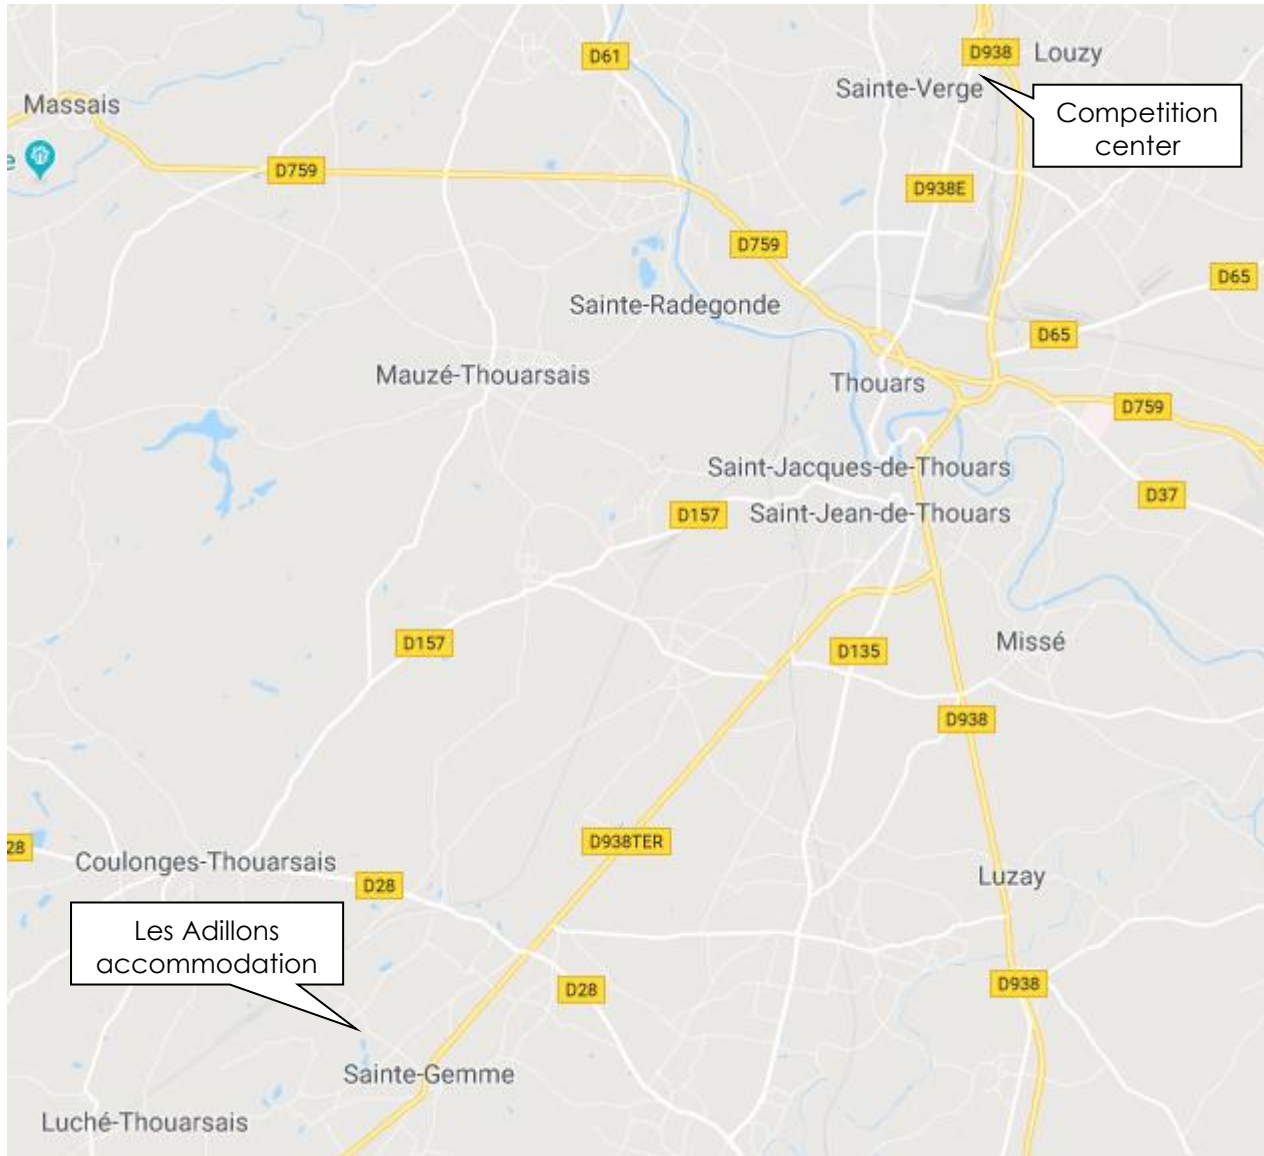 D938
Louzy
D61
Sainte-Verge
Massais
Competition
center
e
D759
D938E
D759
D65
Sainte-Radegonde
D65
Mauzé-Thouarsais
Thouars
D759
Saint-Jacques-de-Thouars
D37
D157
Saint-Jean-de-Thouars
D157
D135
Missé
D938
D938TER
28
Coulonges-Thouarsais
D28
Luzay
Les Adillons
accommodation
D28
D938
Sainte-Gemme
Luché-Thouarsais